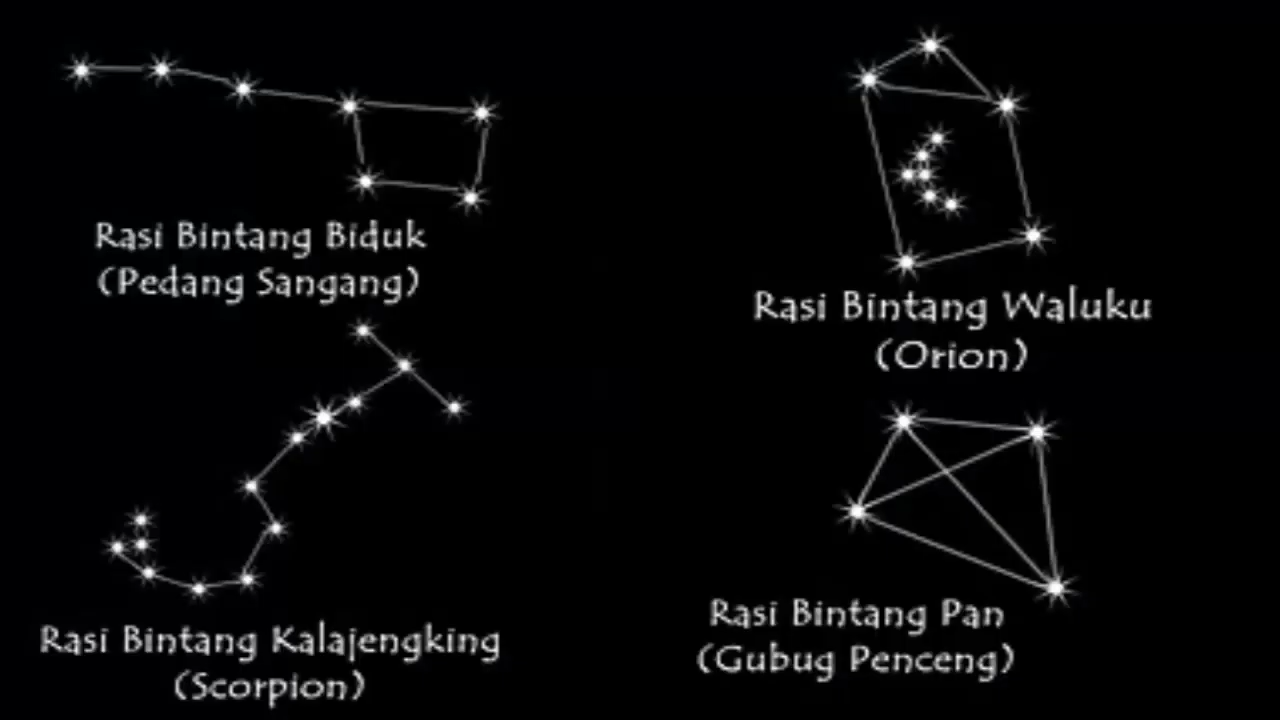 Rasi Bintang Biduk
(Pedang Sangang)
Rasi Bintang Waluku
(Orion)
Rasi Bintang Kalajengking
(Scorpion)
Rasi Bintang Pan
(Gubug Penceng)